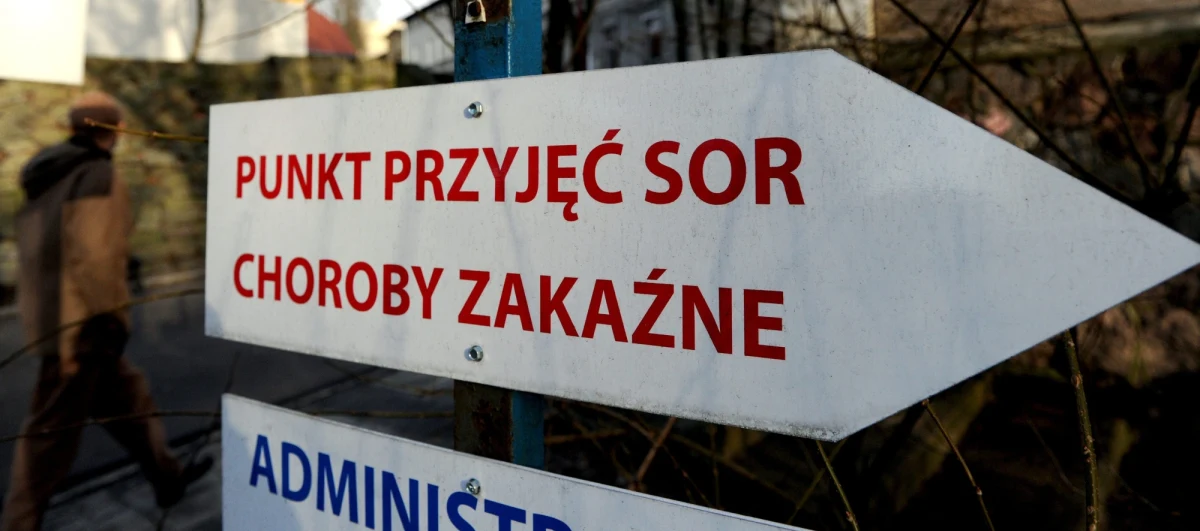 PUNKT PRZYJĘĆ SOR
CHOROBY ZAKAŹNE